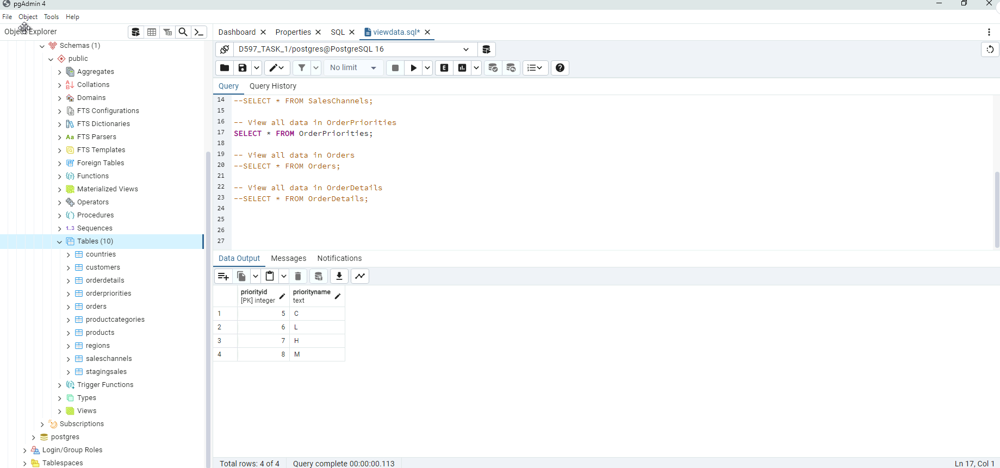 pgAdmin 4
File Object Tools Help
Object Explorer
Dashboard Properties SQL viewdata.sql*
Schemas (1)
public
Aggregates
Collations
Domains
FTS Configurations
FTS Dictionaries
Aa FTS Parsers
FTS Templates
Foreign Tables
Functions
Materialized Views
Operators
Procedures
1..3 Sequences
Tables (10)
countries
customers
orderdetails
orderpriorities
orders
productcategories
products
regions
saleschannels
stagingsales
Trigger Functions
Types
Views
Subscriptions
postgres
Login/Group Roles
Tablespaces
D597_TASK_1/postgres@PostgreSQL 16
No limit E
Query Query History
14 --SELECT * FROM SalesChannels;
15
16 -- View all data in OrderPriorities
17 SELECT * FROM OrderPriorities;
18
19 -- View all data in Orders
20 --SELECT * FROM Orders;
21
22 -- View all data in OrderDetails
23 --SELECT * FROM OrderDetails;
24
25
26
27
Data Output Messages Notifications
priorityid priorityname
[PK] integer text
1 5 C
2 6 L
3 7 H
4 8 M
Total rows: 4 of 4 Query complete 00:00:00.113 Ln 17, Col 1